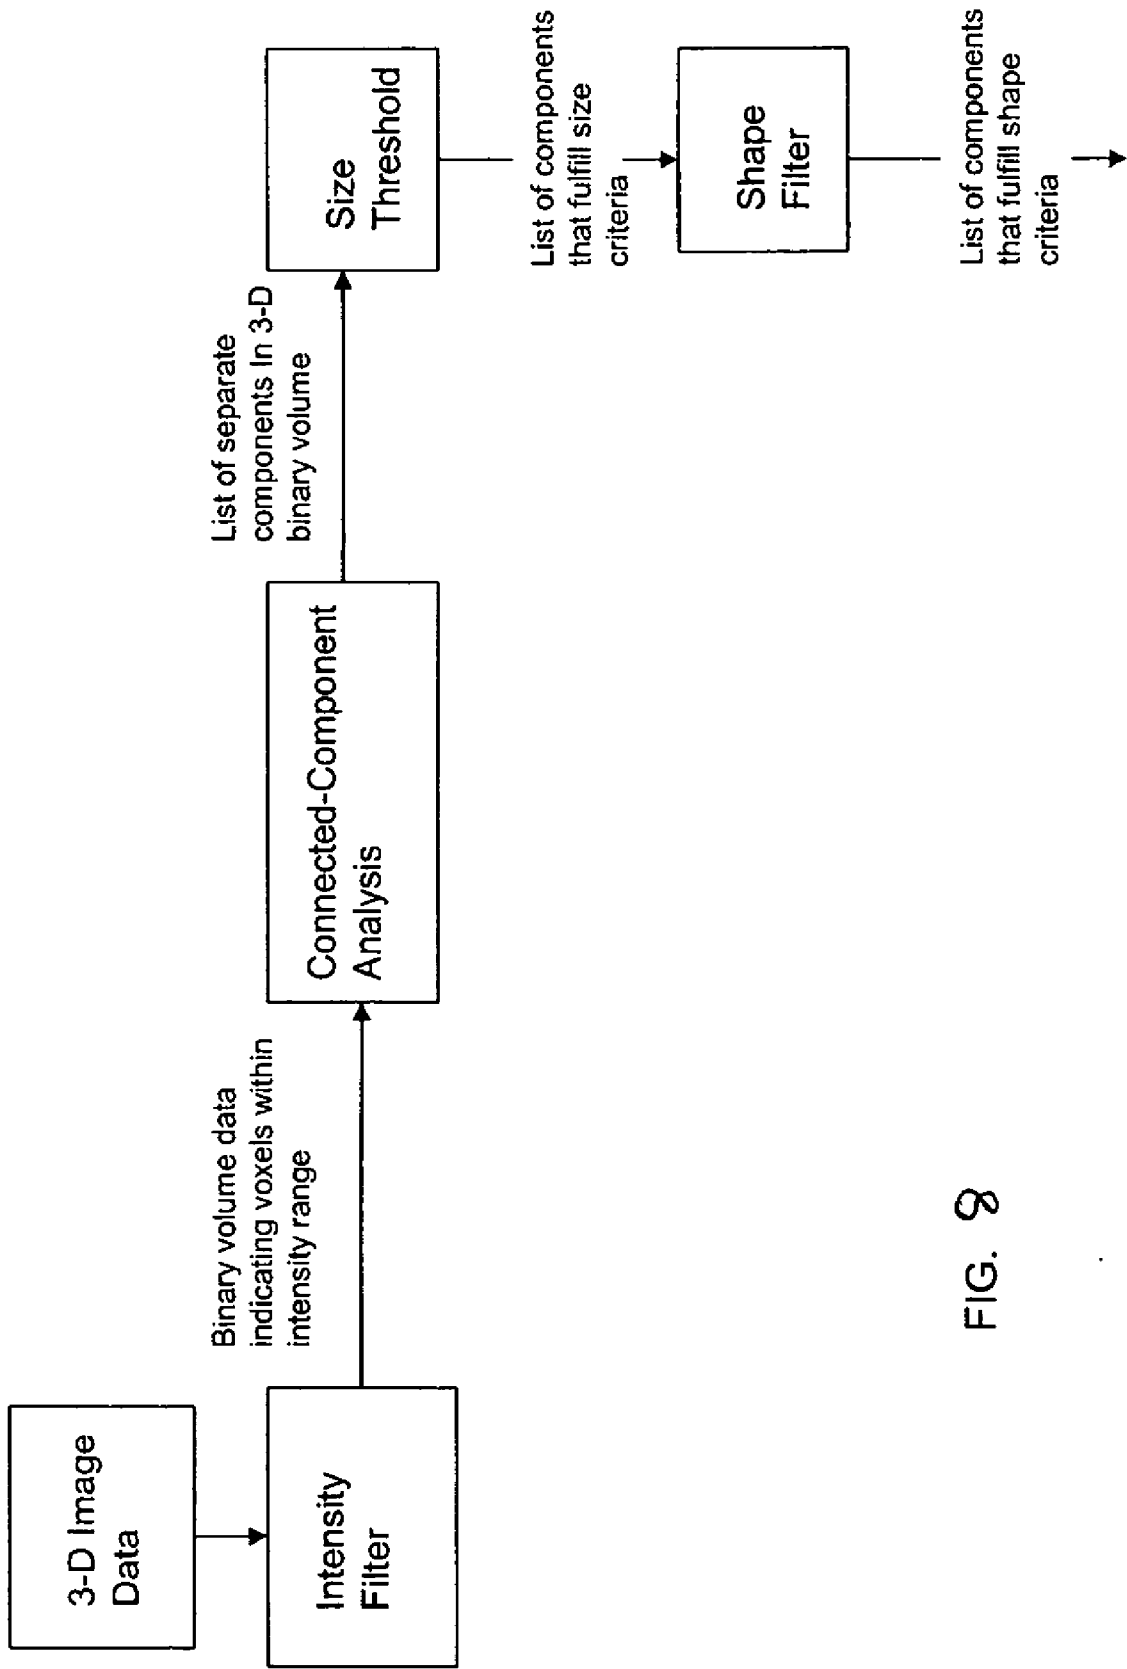 3-D Image
Data
Intensity
Filter
Binary volume data
indicating voxels within
intensity range
Connected-Component
Analysis
List of separate
components In 3-D
binary volume
Size
Threshold
List of components
that fulfill size
criteria
Shape
Filter
List of components
that fulfill shape
criteria
FIG. 8